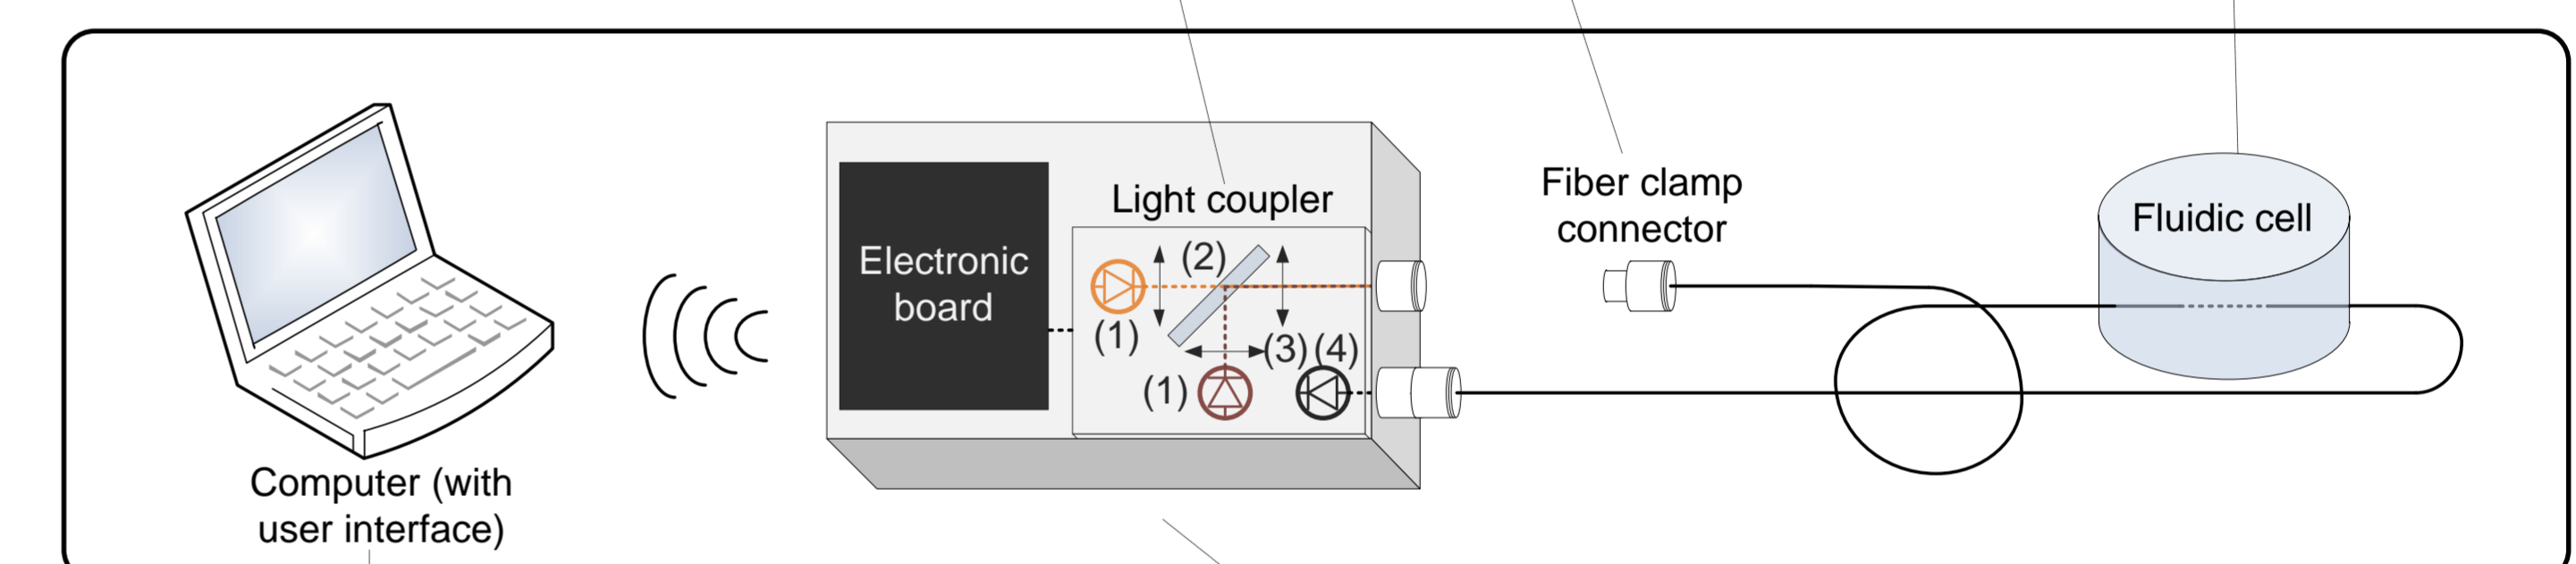 Computer (with
user interface)
Electronic
board
Light coupler
(1)
(2)
(3)
(4)
(1)
Fiber clamp
connector
Fluidic cell